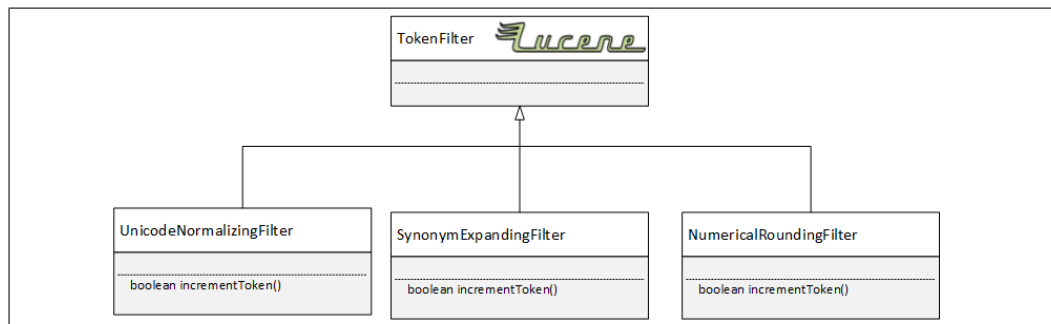 TokenFilter Lucene
UnicodeNormalizingFilter
boolean incrementToken()
SynonymExpandingFilter
boolean incrementToken()
NumericalRoundingFilter
boolean incrementToken()